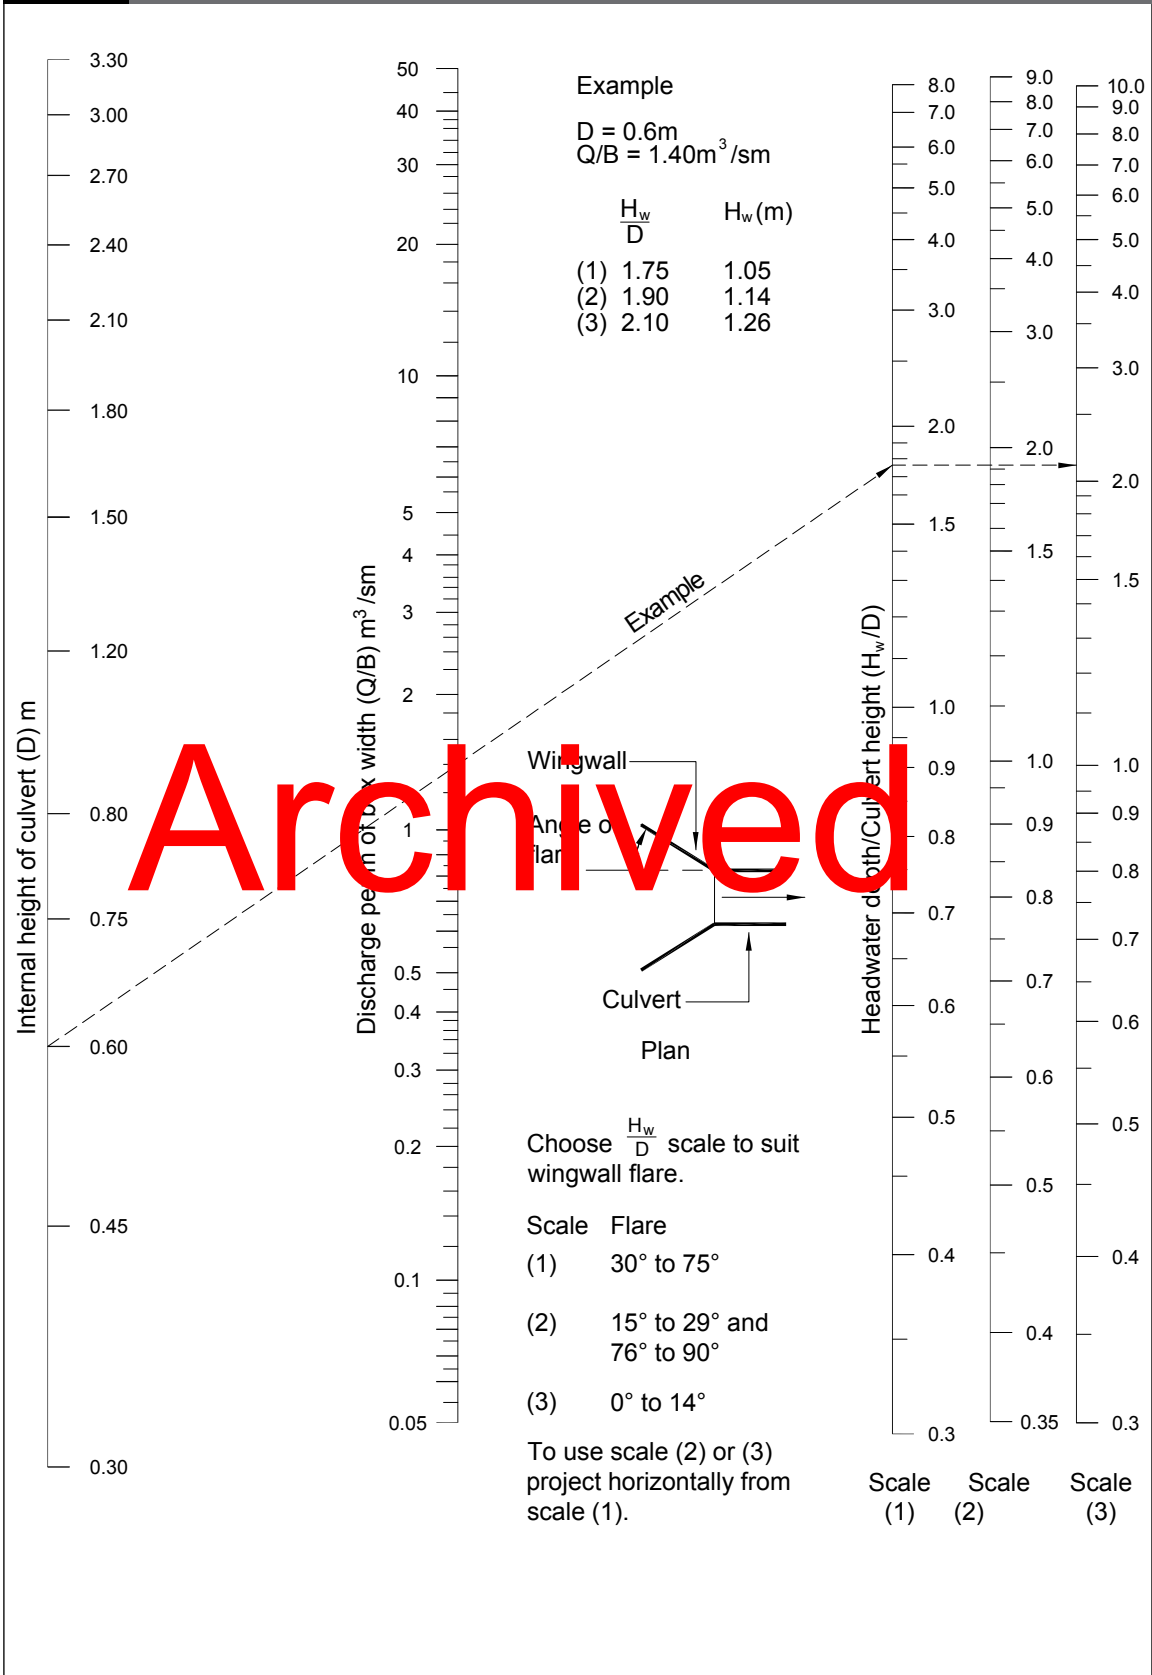 3.30
3.00
2.70
2.40
2.10
1.80
1.50
1.20
0.80
0.75
0.60
0.45
0.30
Internal height of culvert (D) m
50
40
30
20
10
5
4
3
2
1
0.5
0.4
0.3
0.2
0.1
0.05
Discharge per m of box width (Q/B) m³/sm
Example
D = 0.6m
Q/B = 1.40m³/sm
Hw/D Hw (m)
(1) 1.75 1.05
(2) 1.90 1.14
(3) 2.10 1.26
Example
Archived
Wingwall
Angle of
flare
Culvert
Plan
Choose Hw/D scale to suit
wingwall flare.
Scale Flare
(1) 30° to 75°
(2) 15° to 29° and
76° to 90°
(3) 0° to 14°
To use scale (2) or (3)
project horizontally from
scale (1).
Headwater depth/Culvert height (Hw/D)
8.0
7.0
6.0
5.0
4.0
3.0
2.0
1.5
1.0
0.9
0.8
0.7
0.6
0.5
0.4
0.3
Scale
(1)
9.0
8.0
7.0
6.0
5.0
4.0
3.0
2.0
1.5
1.0
0.9
0.8
0.7
0.6
0.5
0.4
0.35
Scale
(2)
10.0
9.0
8.0
7.0
6.0
5.0
4.0
3.0
2.0
1.5
1.0
0.9
0.8
0.7
0.6
0.5
0.4
0.3
Scale
(3)